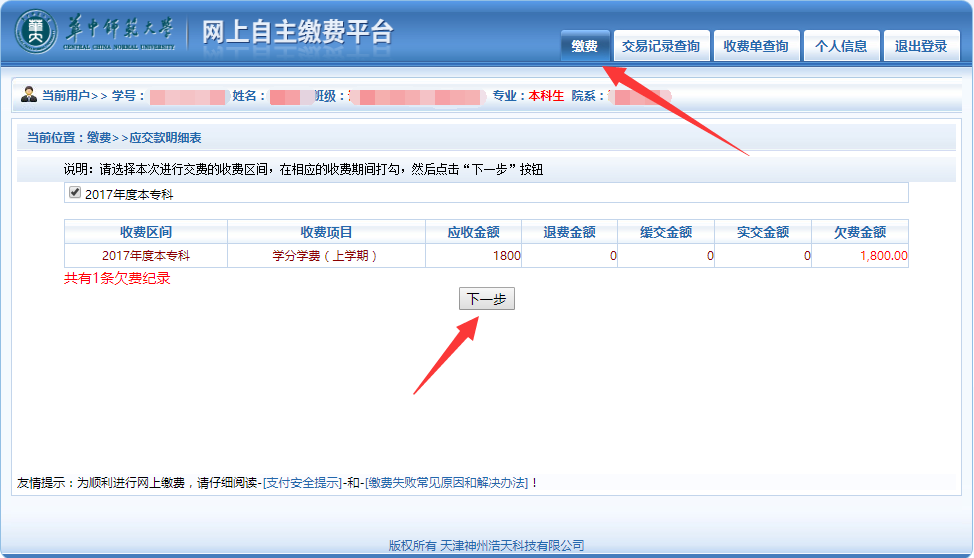 华中师范大学
CENTRAL CHINA NORMAL UNIVERSITY
网上自主缴费平台
缴费 交易记录查询 收费单查询 个人信息 退出登录
当前用户>> 学号： 姓名： 班级： 专业：本科生 院系：
当前位置：缴费>>应交款明细表
说明：请选择本次进行交费的收费区间，在相应的收费期间打勾，然后点击“下一步”按钮
2017年度本专科
收费区间 收费项目 应收金额 退费金额 缓交金额 实交金额 欠费金额
2017年度本专科 学分学费（上学期） 1800 0 0 0 1,800.00
共有1条欠费纪录
下一步
友情提示：为顺利进行网上缴费，请仔细阅读-[支付安全提示]-和-[缴费失败常见原因和解决办法]！
版权所有 天津神州浩天科技有限公司